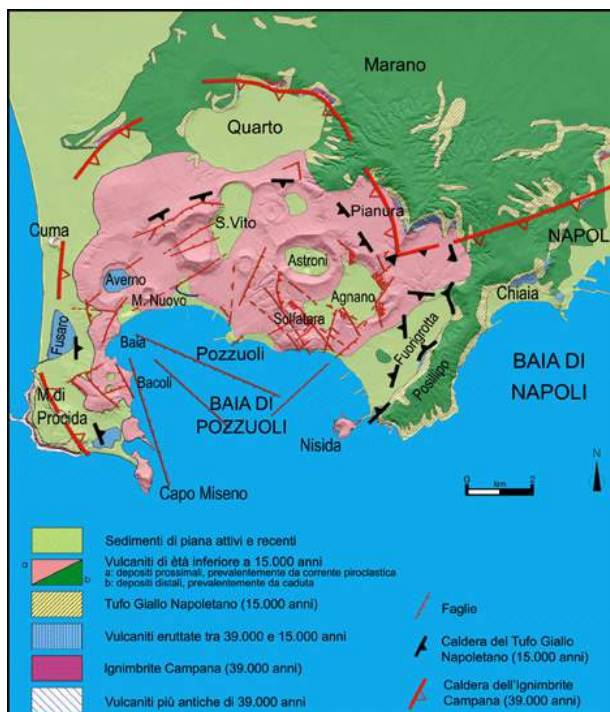 Marano
Quarto
Pianura
S.Vito
Cuma
NAPOLI
Astroni
Averno
Chiaia
Agnano
M. Nuovo
Solfatara
Fusaro
Baia
Pozzuoli
Fuorigrotta
Posillipo
BAIA DI
NAPOLI
Bacoli
M.di
Procida
BAIA DI
POZZUOLI
Nisida
N
Capo Miseno
0 km 2
Sedimenti di piana attivi e recenti
a
b
Vulcaniti di età inferiore a 15.000 anni
a: depositi prossimali, prevalentemente da corrente piroclastica
b: depositi distali, prevalentemente da caduta
Tufo Giallo Napoletano (15.000 anni)
Vulcaniti eruttate tra 39.000 e 15.000 anni
Ignimbrite Campana (39.000 anni)
Vulcaniti più antiche di 39.000 anni
Faglie
Caldera del Tufo Giallo
Napoletano (15.000 anni)
Caldera dell'Ignimbrite
Campana (39.000 anni)